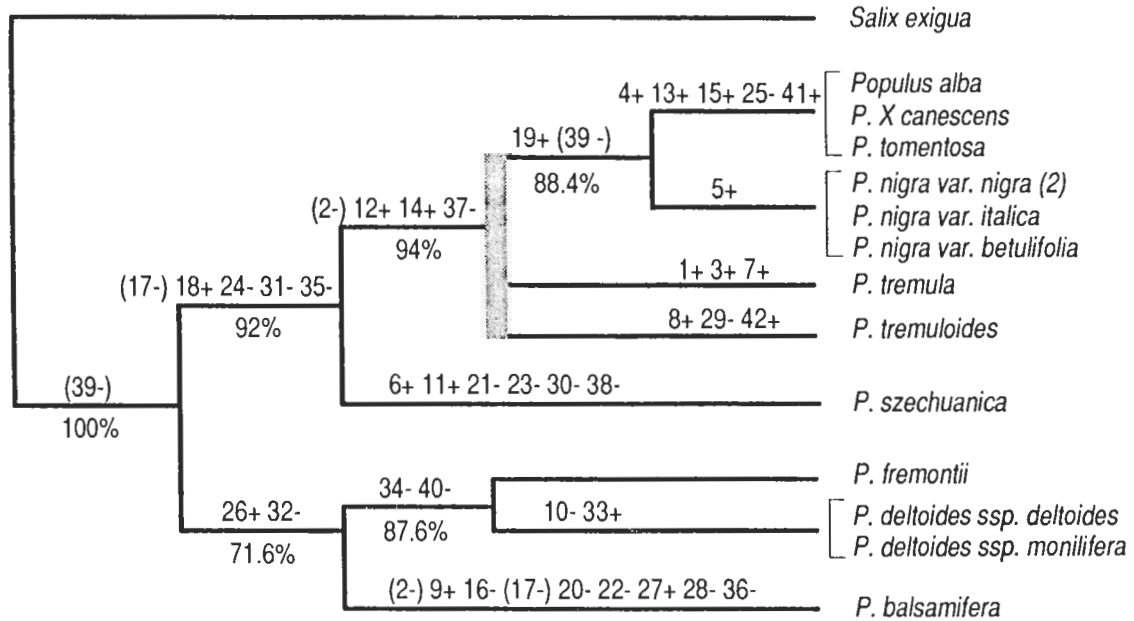 Salix exigua
4+ 13+ 15+ 25- 41+
Populus alba
P. X canescens
P. tomentosa
19+ (39 -)
88.4%
5+
P. nigra var. nigra (2)
P. nigra var. italica
P. nigra var. betulifolia
(2-) 12+ 14+ 37-
94%
1+ 3+ 7+
P. tremula
8+ 29- 42+
P. tremuloides
(17-) 18+ 24- 31- 35-
92%
6+ 11+ 21- 23- 30- 38-
P. szechuanica
(39-)
100%
34- 40-
87.6%
P. fremontii
10- 33+
P. deltoides ssp. deltoides
P. deltoides ssp. monilifera
26+ 32-
71.6%
(2-) 9+ 16- (17-) 20- 22- 27+ 28- 36-
P. balsamifera